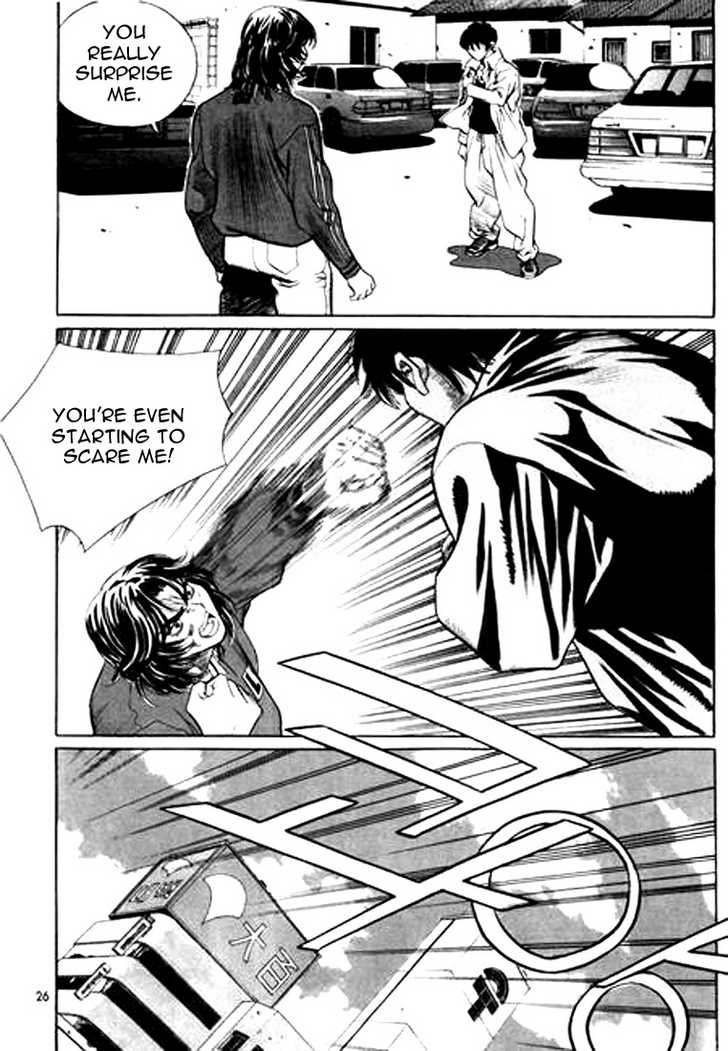 YOU
REALLY
SURPRISE
ME.
YOU'RE EVEN
STARTING TO
SCARE ME!
26